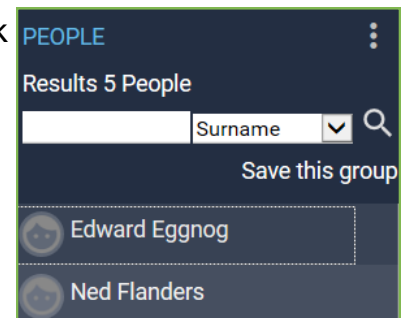 PEOPLE
Results 5 People
Surname
Save this group
Edward Eggnog
Ned Flanders